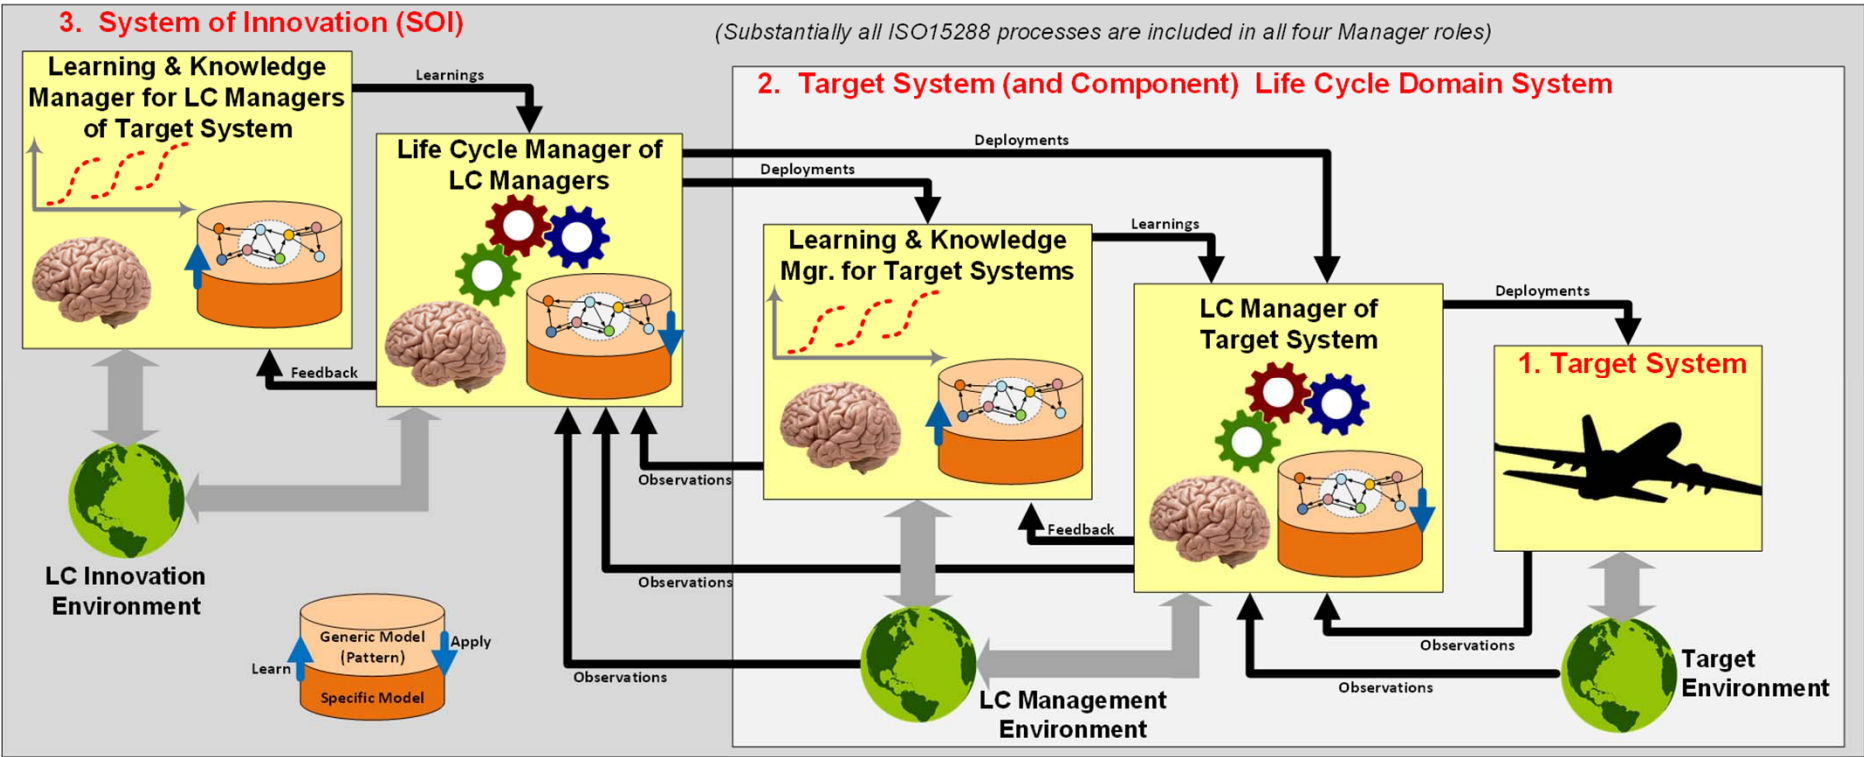 3. System of Innovation (SOI)
(Substantially all ISO15288 processes are included in all four Manager roles)
Learning & Knowledge
Manager for LC Managers
of Target System
Learnings
2. Target System (and Component) Life Cycle Domain System
Life Cycle Manager of
LC Managers
Deployments
Deployments
Learning & Knowledge
Mgr. for Target Systems
Learnings
LC Manager of
Target System
Deployments
1. Target System
Feedback
Observations
Feedback
Observations
Observations
Observations
Observations
LC Innovation
Environment
Generic Model
(Pattern)
Apply
Learn
Specific Model
LC Management
Environment
Target
Environment